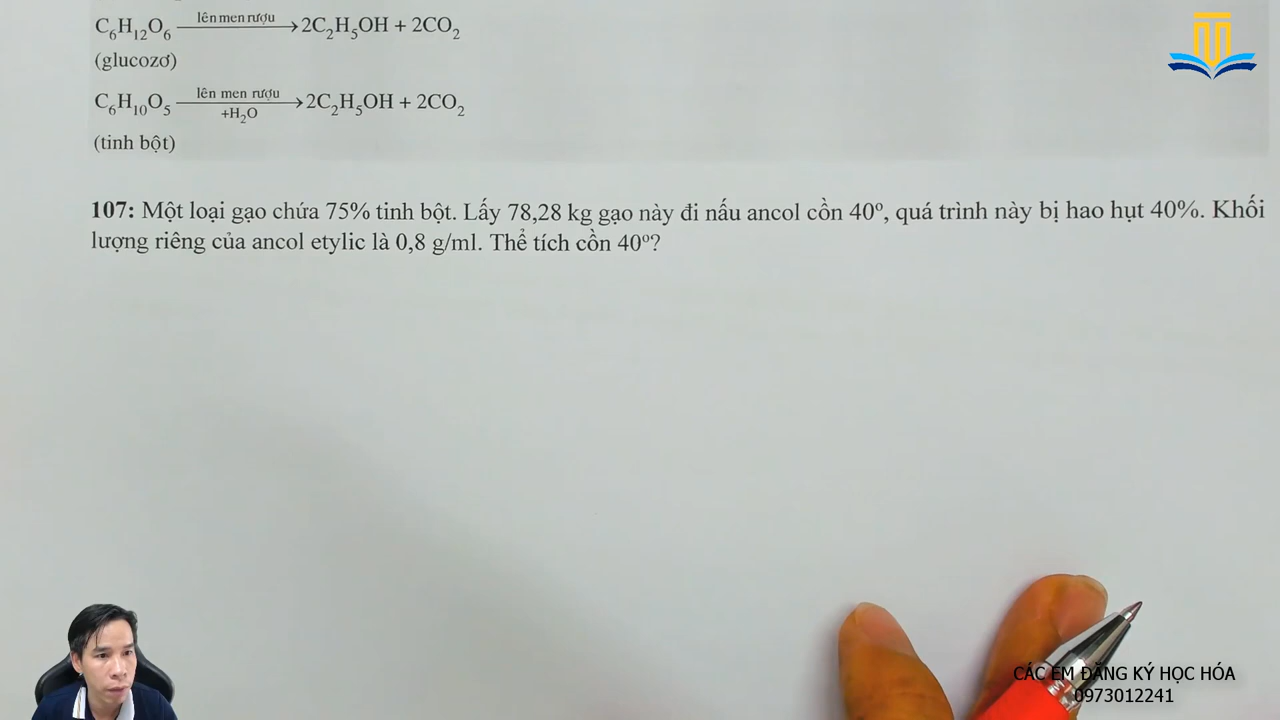 C₆H₁₂O₆ lên men rượu → 2C₂H₅OH + 2CO₂
(glucozơ)
C₆H₁₀O₅ lên men rượu +H₂O → 2C₂H₅OH + 2CO₂
(tinh bột)
107: Một loại gạo chứa 75% tinh bột. Lấy 78,28 kg gạo này đi nấu ancol cồn 40º, quá trình này bị hao hụt 40%. Khối
lượng riêng của ancol etylic là 0,8 g/ml. Thể tích cồn 40º?
CÁC EM ĐĂNG KÝ HỌC HÓA
0973012241